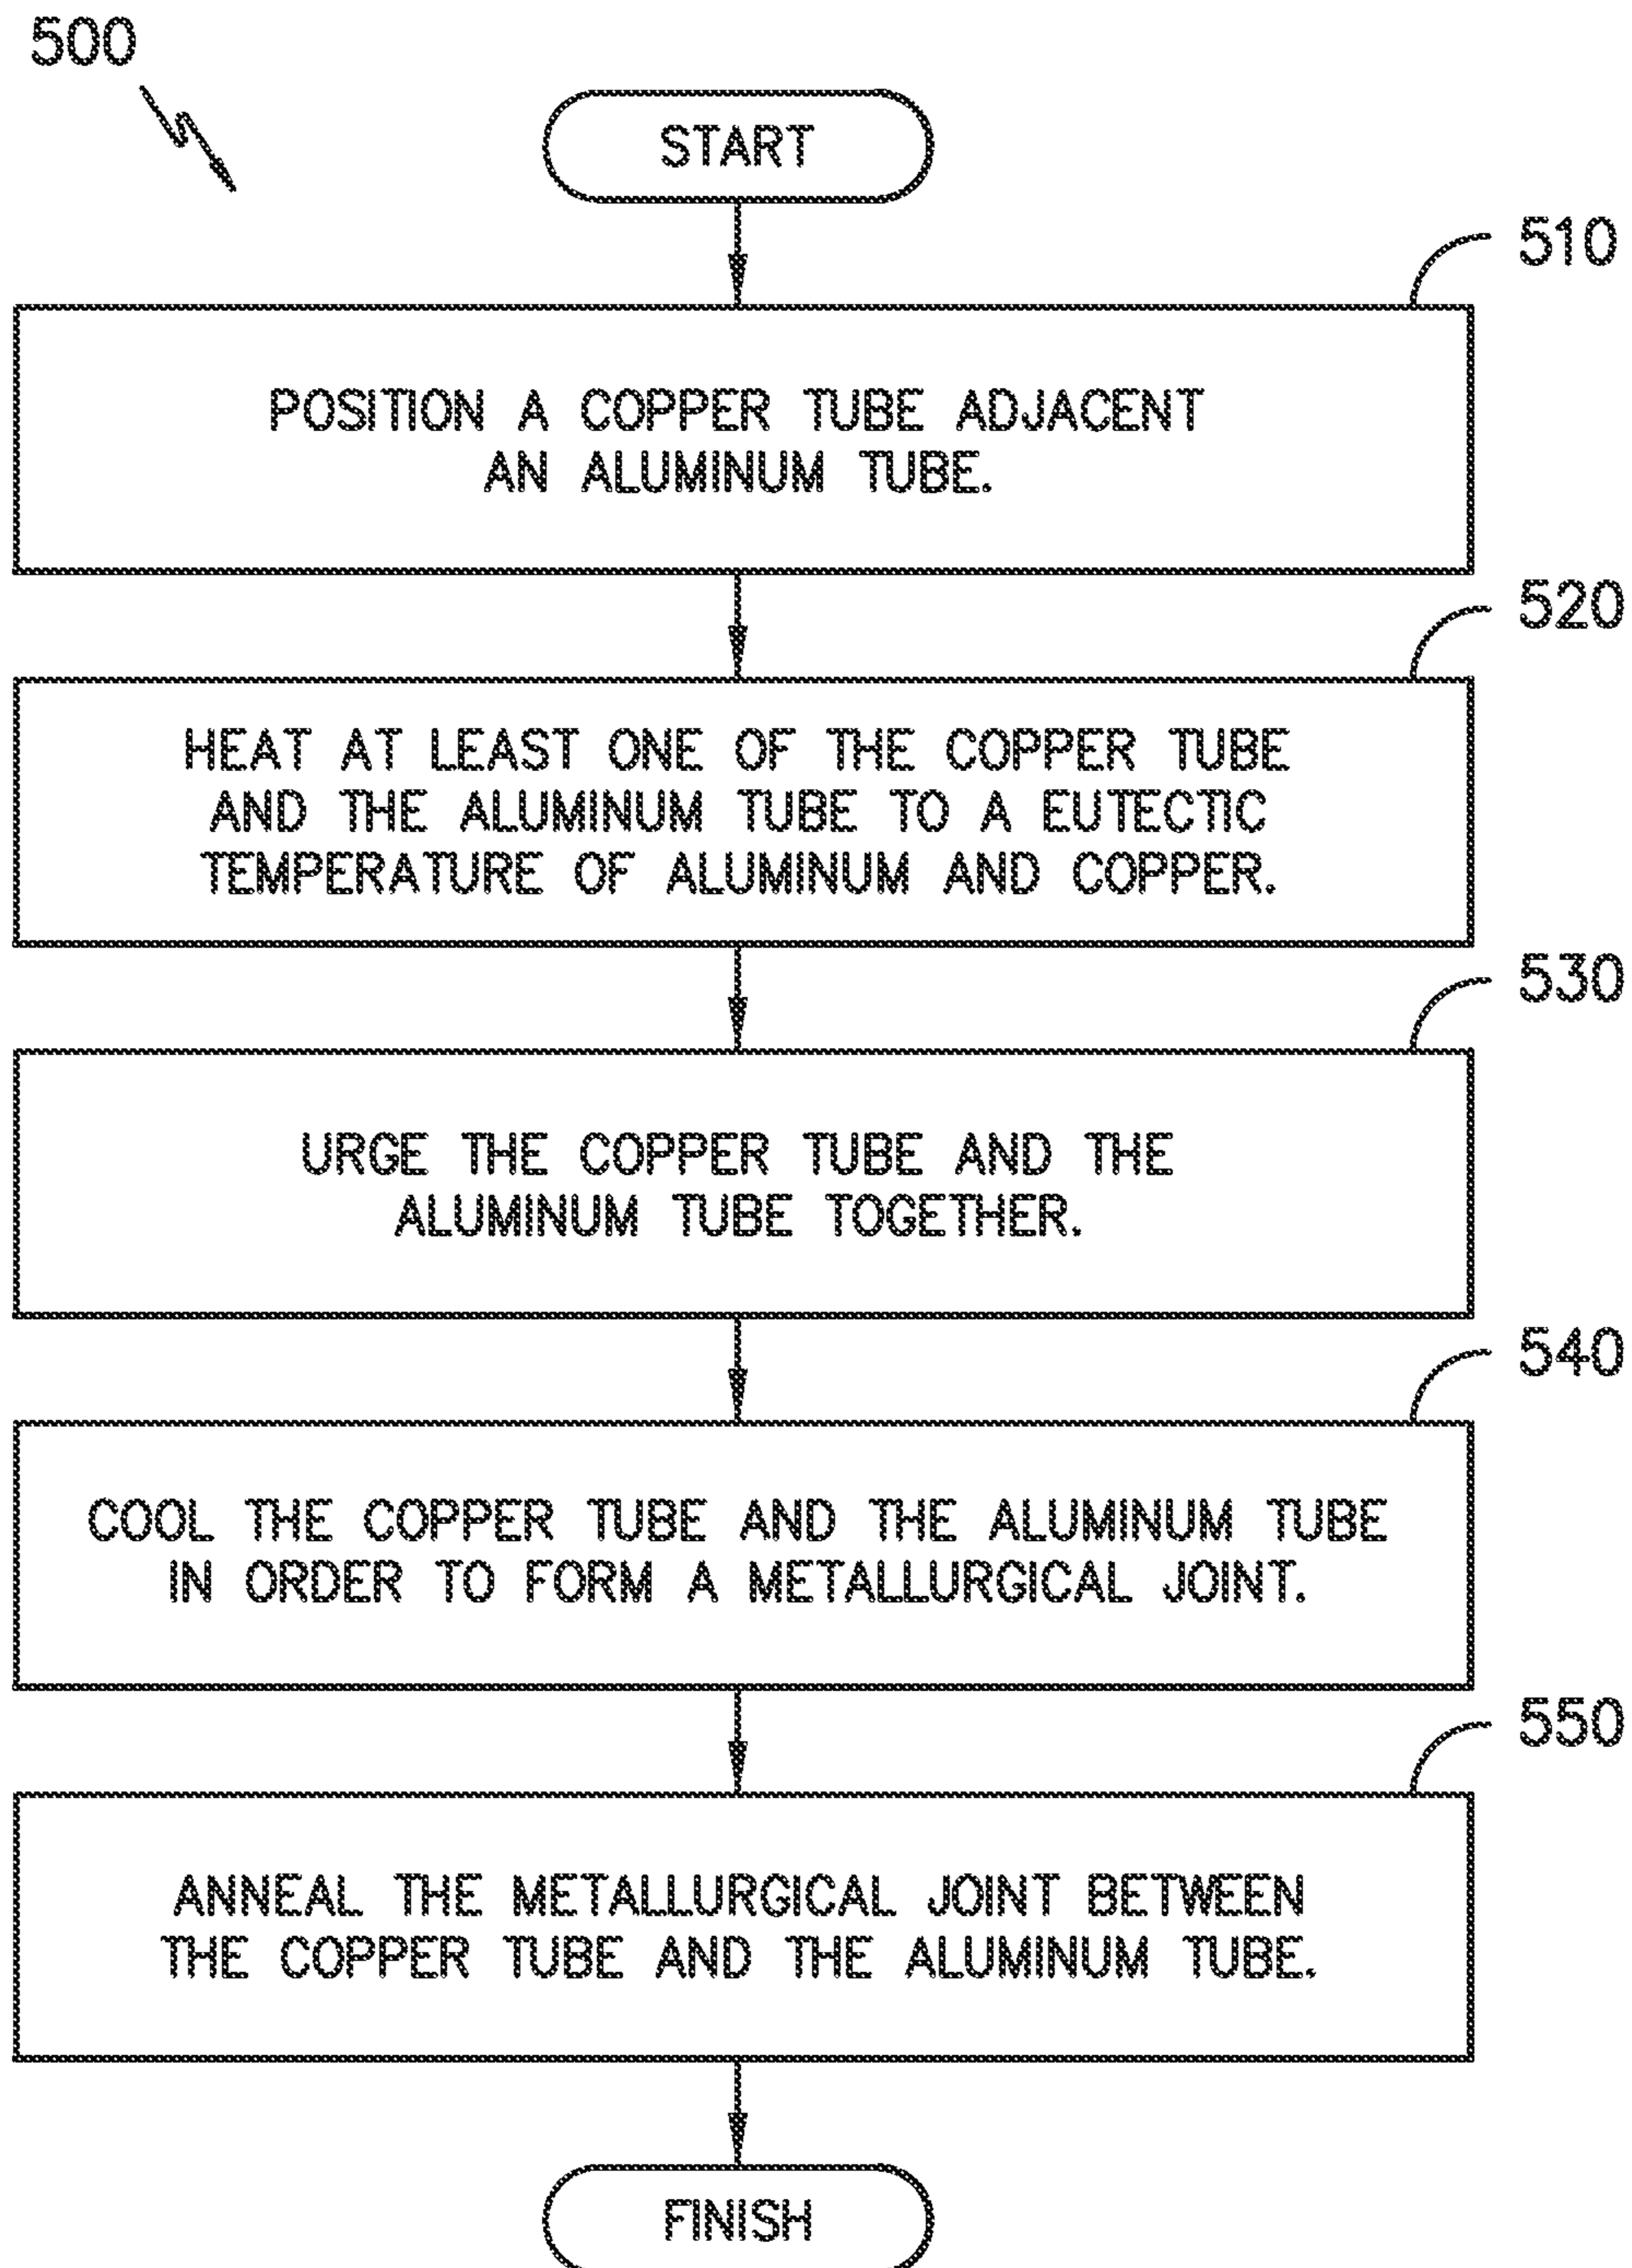 500
START
510
POSITION A COPPER TUBE ADJACENT
AN ALUMINUM TUBE.
520
HEAT AT LEAST ONE OF THE COPPER TUBE
AND THE ALUMINUM TUBE TO A EUTECTIC
TEMPERATURE OF ALUMINUM AND COPPER.
530
URGE THE COPPER TUBE AND THE
ALUMINUM TUBE TOGETHER.
540
COOL THE COPPER TUBE AND THE ALUMINUM TUBE
IN ORDER TO FORM A METALLURGICAL JOINT.
550
ANNEAL THE METALLURGICAL JOINT BETWEEN
THE COPPER TUBE AND THE ALUMINUM TUBE.
FINISH